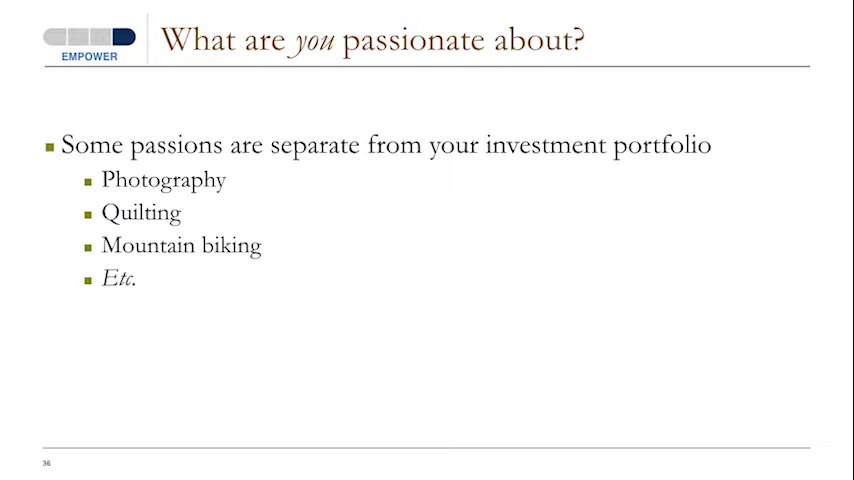 What are you passionate about?
EMPOWER
Some passions are separate from your investment portfolio
Photography
Quilting
Mountain biking
Etc.
36